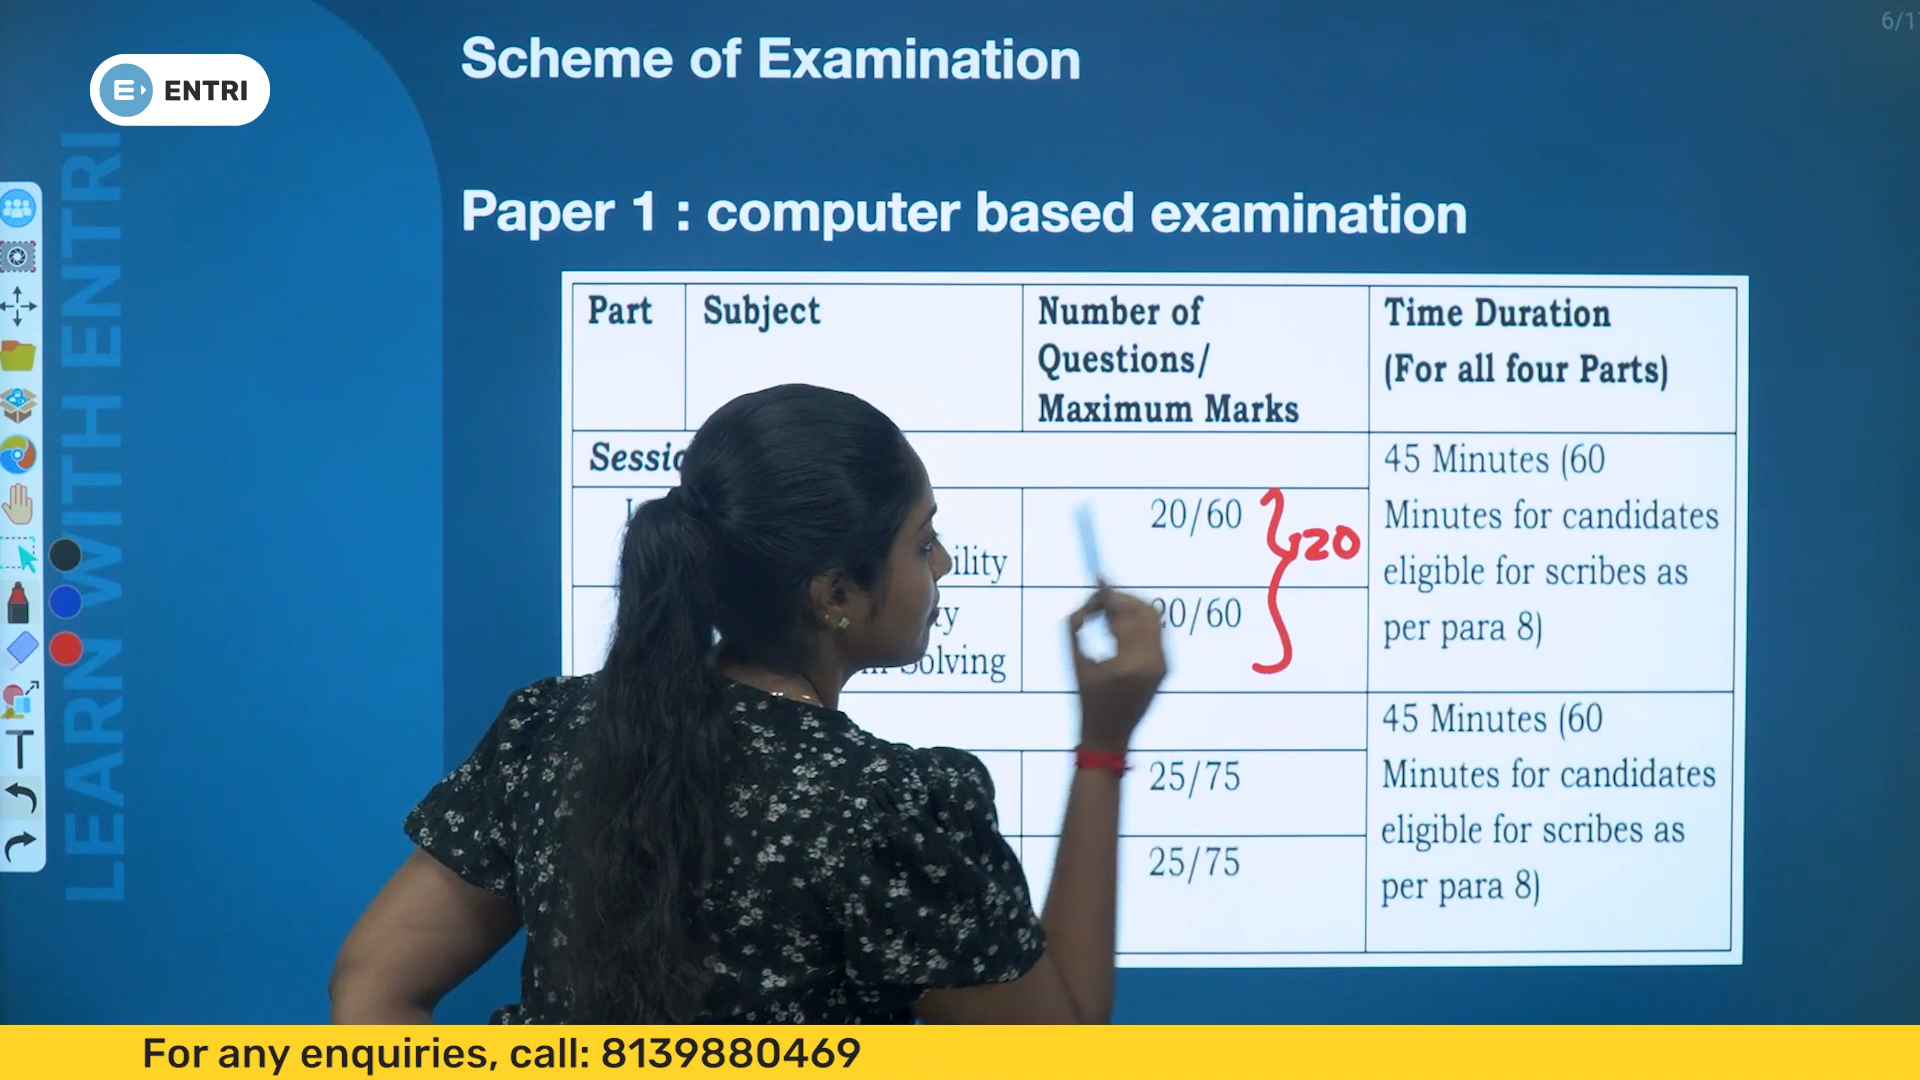 6/1
Scheme of Examination
ENTRI
LEARN WITH ENTRI
Paper 1 : computer based examination
Part
Subject
Number of
Questions/
Maximum Marks
Time Duration
(For all four Parts)
20/60
ility
20/60
ty
Solving
20
45 Minutes (60
Minutes for candidates
eligible for scribes as
per para 8)
25/75
25/75
45 Minutes (60
Minutes for candidates
eligible for scribes as
per para 8)
For any enquiries, call: 8139880469